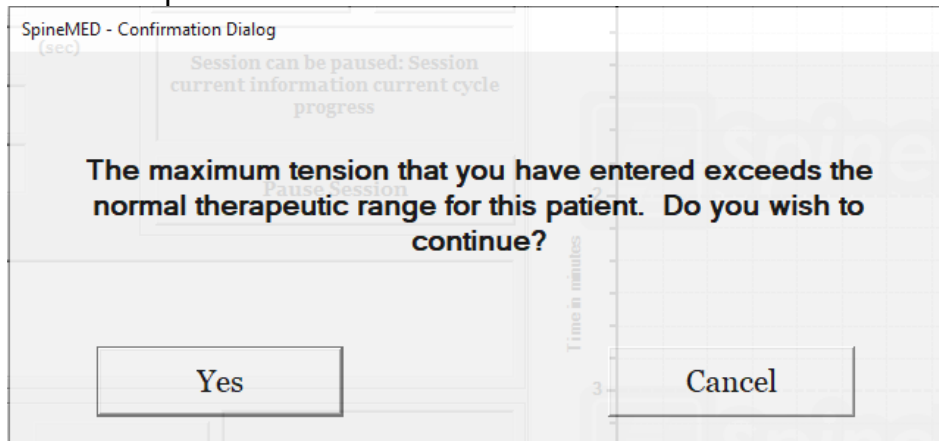 SpineMED - Confirmation Dialog
(sec)
Session can be paused: Session
current information current cycle
progress
The maximum tension that you have entered exceeds the
Pause Session
2
normal therapeutic range for this patient. Do you wish to
continue?
Time in minutes
Yes
Cancel
3